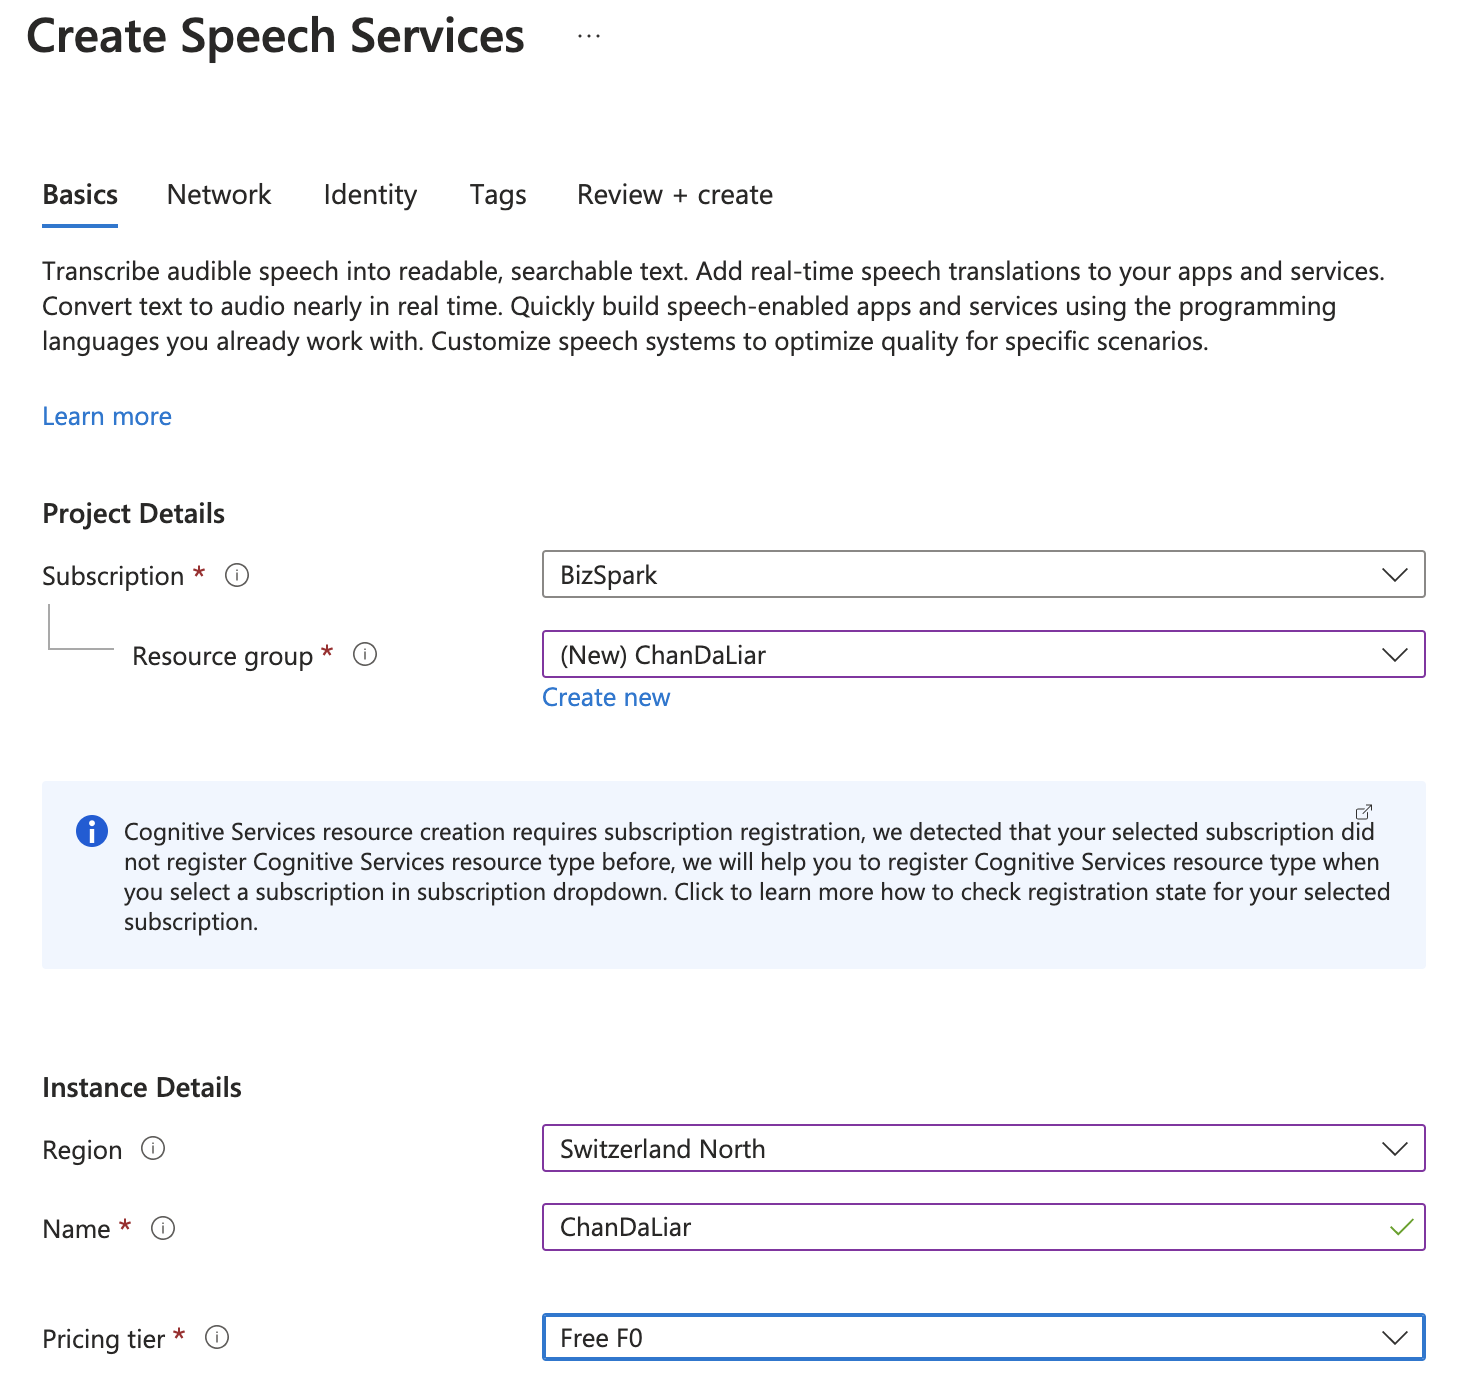 Create Speech Services ...
Basics Network Identity Tags Review + create
Transcribe audible speech into readable, searchable text. Add real-time speech translations to your apps and services.
Convert text to audio nearly in real time. Quickly build speech-enabled apps and services using the programming
languages you already work with. Customize speech systems to optimize quality for specific scenarios.
Learn more
Project Details
Subscription * BizSpark
Resource group * (New) ChanDaLiar
Create new
Cognitive Services resource creation requires subscription registration, we detected that your selected subscription did
not register Cognitive Services resource type before, we will help you to register Cognitive Services resource type when
you select a subscription in subscription dropdown. Click to learn more how to check registration state for your selected
subscription.
Instance Details
Region Switzerland North
Name * ChanDaLiar
Pricing tier * Free F0